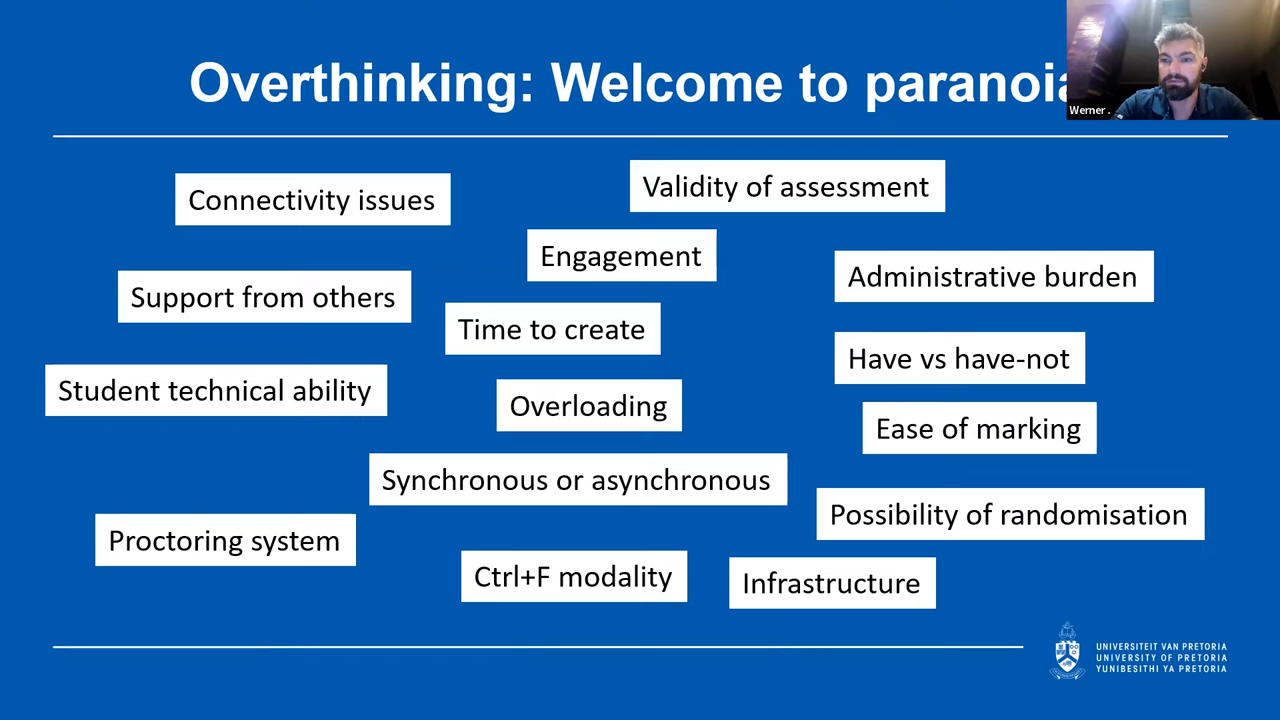 Overthinking: Welcome to paranoia
Werner .
Connectivity issues
Validity of assessment
Engagement
Administrative burden
Support from others
Time to create
Have vs have-not
Student technical ability
Overloading
Ease of marking
Synchronous or asynchronous
Possibility of randomisation
Proctoring system
Ctrl+F modality
Infrastructure
UNIVERSITEIT VAN PRETORIA
UNIVERSITY OF PRETORIA
YUNIBESITHI YA PRETORIA